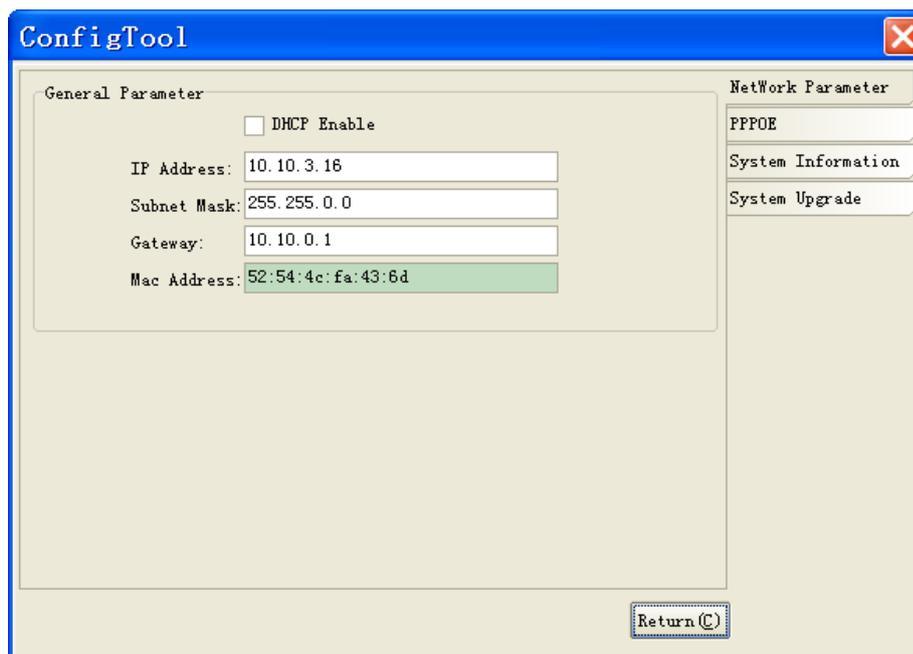 ConfigTool
General Parameter
DHCP Enable
IP Address: 10.10.3.16
Subnet Mask: 255.255.0.0
Gateway: 10.10.0.1
Mac Address: 52:54:4c:fa:43:6d
NetWork Parameter
PPPOE
System Information
System Upgrade
Return(C)